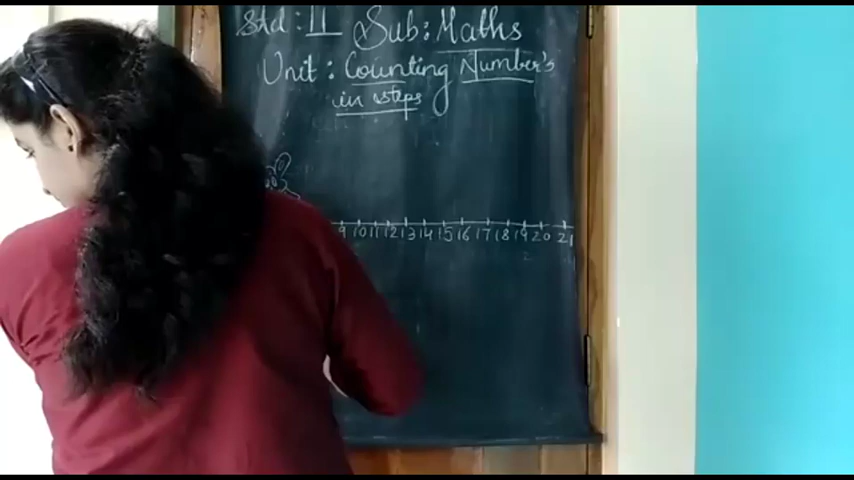 Std : II Sub: Maths
Unit : Counting Number's
in steps
9 10 11 12 13 14 15 16 17 18 19 20 21